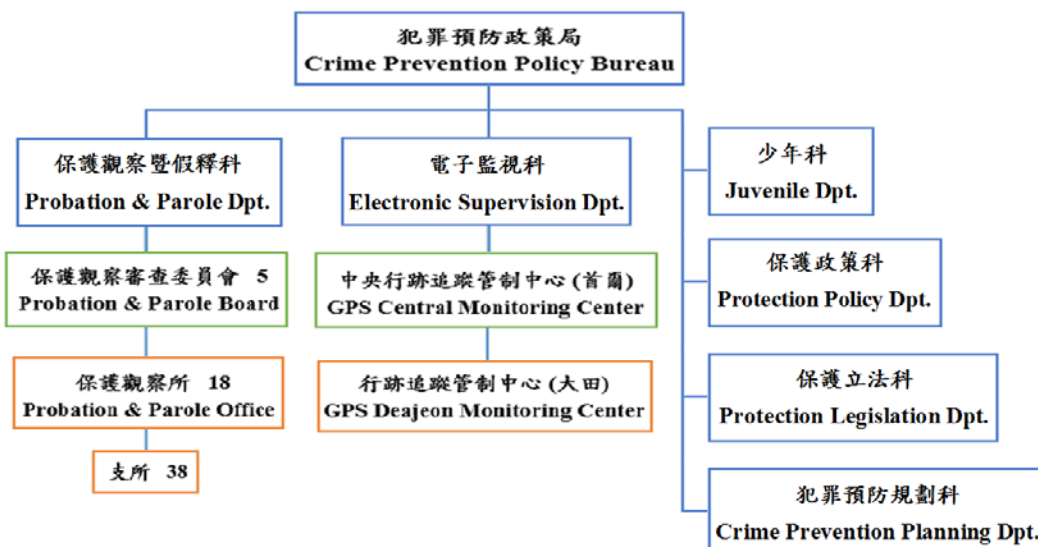 犯罪預防政策局
Crime Prevention Policy Bureau
保護觀察暨假釋科
Probation & Parole Dpt.
保護觀察審查委員會 5
Probation & Parole Board
保護觀察所 18
Probation & Parole Office
支所 38
電子監視科
Electronic Supervision Dpt.
中央行跡追蹤管制中心 (首爾)
GPS Central Monitoring Center
行跡追蹤管制中心 (大田)
GPS Deajeon Monitoring Center
少年科
Juvenile Dpt.
保護政策科
Protection Policy Dpt.
保護立法科
Protection Legislation Dpt.
犯罪預防規劃科
Crime Prevention Planning Dpt.